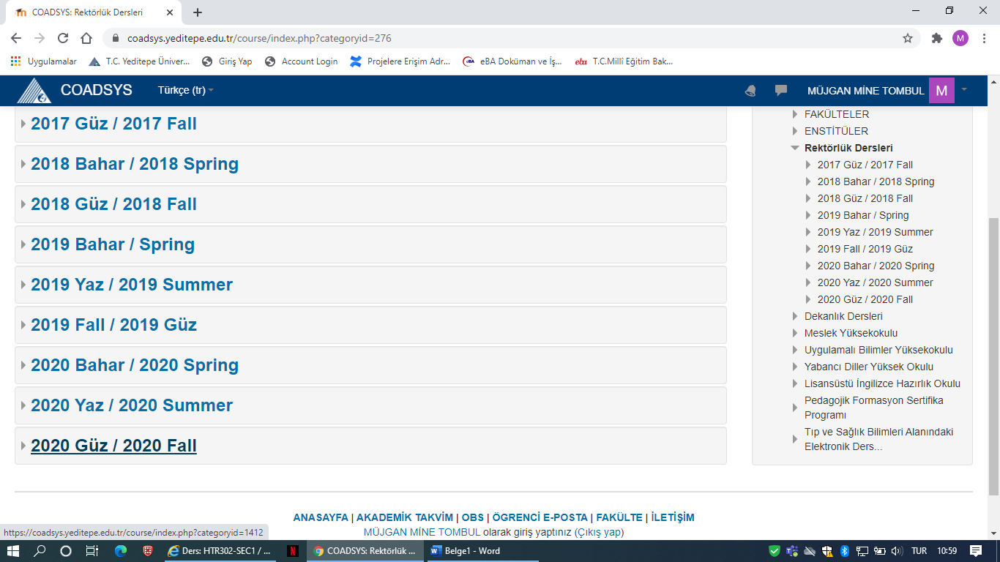 COADSYS: Rektörlük Dersleri
coadsys.yeditepe.edu.tr/course/index.php?categoryid=276
M
Uygulamalar
T.C. Yeditepe Üniver...
Giriş Yap
Account Login
Projelere Erişim Adr...
eBA Doküman ve İş...
T.C.Millî Eğitim Bak...
COADSYS
Türkçe (tr)
MÜJGAN MİNE TOMBUL
M
2017 Güz / 2017 Fall
2018 Bahar / 2018 Spring
2018 Güz / 2018 Fall
2019 Bahar / Spring
2019 Yaz / 2019 Summer
2019 Fall / 2019 Güz
2020 Bahar / 2020 Spring
2020 Yaz / 2020 Summer
2020 Güz / 2020 Fall
FAKÜLTELER
ENSTİTÜLER
Rektörlük Dersleri
2017 Güz / 2017 Fall
2018 Bahar / 2018 Spring
2018 Güz / 2018 Fall
2019 Bahar / Spring
2019 Yaz / 2019 Summer
2019 Fall / 2019 Güz
2020 Bahar / 2020 Spring
2020 Yaz / 2020 Summer
2020 Güz / 2020 Fall
Dekanlık Dersleri
Meslek Yüksekokulu
Uygulamalı Bilimler Yüksekokulu
Yabancı Diller Yüksek Okulu
Lisansüstü İngilizce Hazırlık Okulu
Pedagojik Formasyon Sertifika
Programı
Tıp ve Sağlık Bilimleri Alanındaki
Elektronik Ders...
ANASAYFA | AKADEMİK TAKVİM | OBS | ÖGRENCİ E-POSTA | FAKÜLTE | İLETİŞİM
MÜJGAN MİNE TOMBUL olarak giriş yaptınız (Çıkış yap)
https://coadsys.yeditepe.edu.tr/course/index.php?categoryid=1412
Ders: HTR302-SEC1 / ...
COADSYS: Rektörlük ...
Belge1 - Word
TUR
10:59